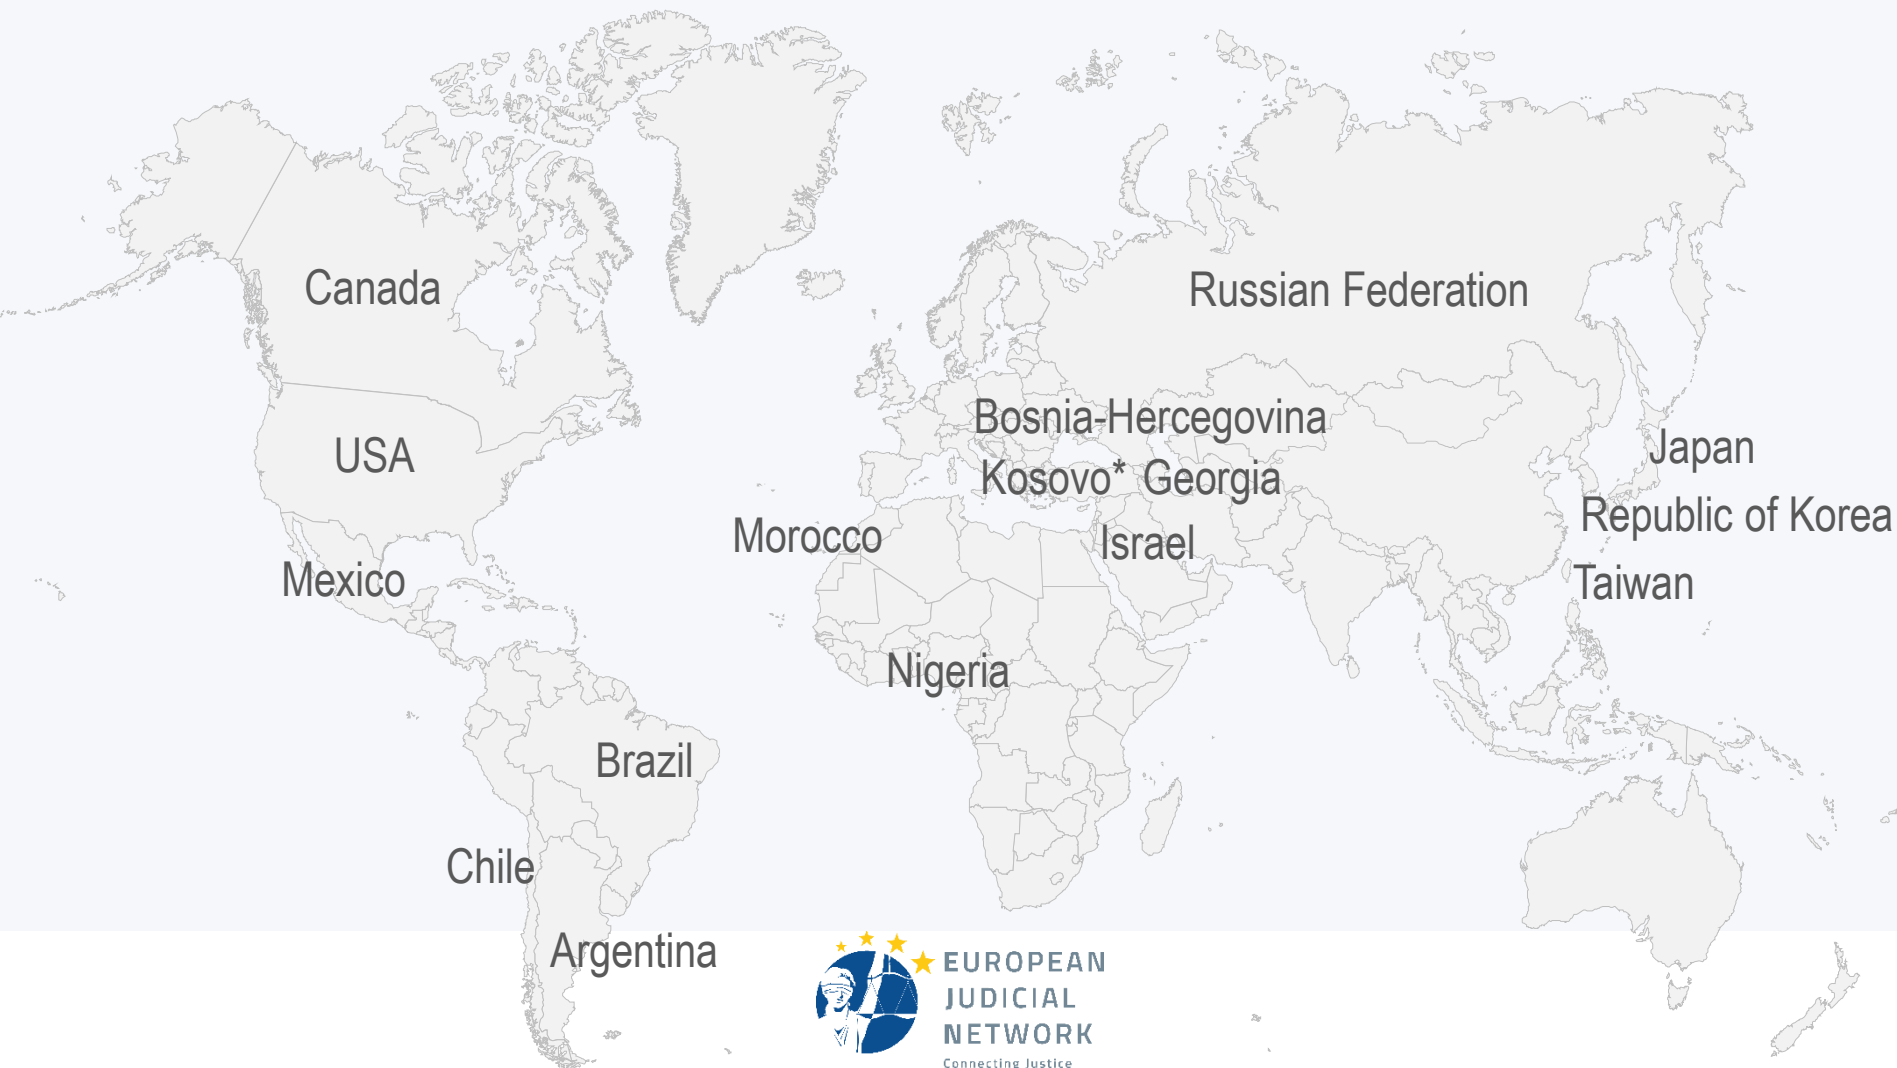 Canada
Russian Federation
Bosnia-Hercegovina
USA
Japan
Kosovo* Georgia
Republic of Korea
Morocco
Israel
Mexico
Taiwan
Nigeria
Brazil
Chile
Argentina
EUROPEAN
JUDICIAL
NETWORK
Connecting Justice